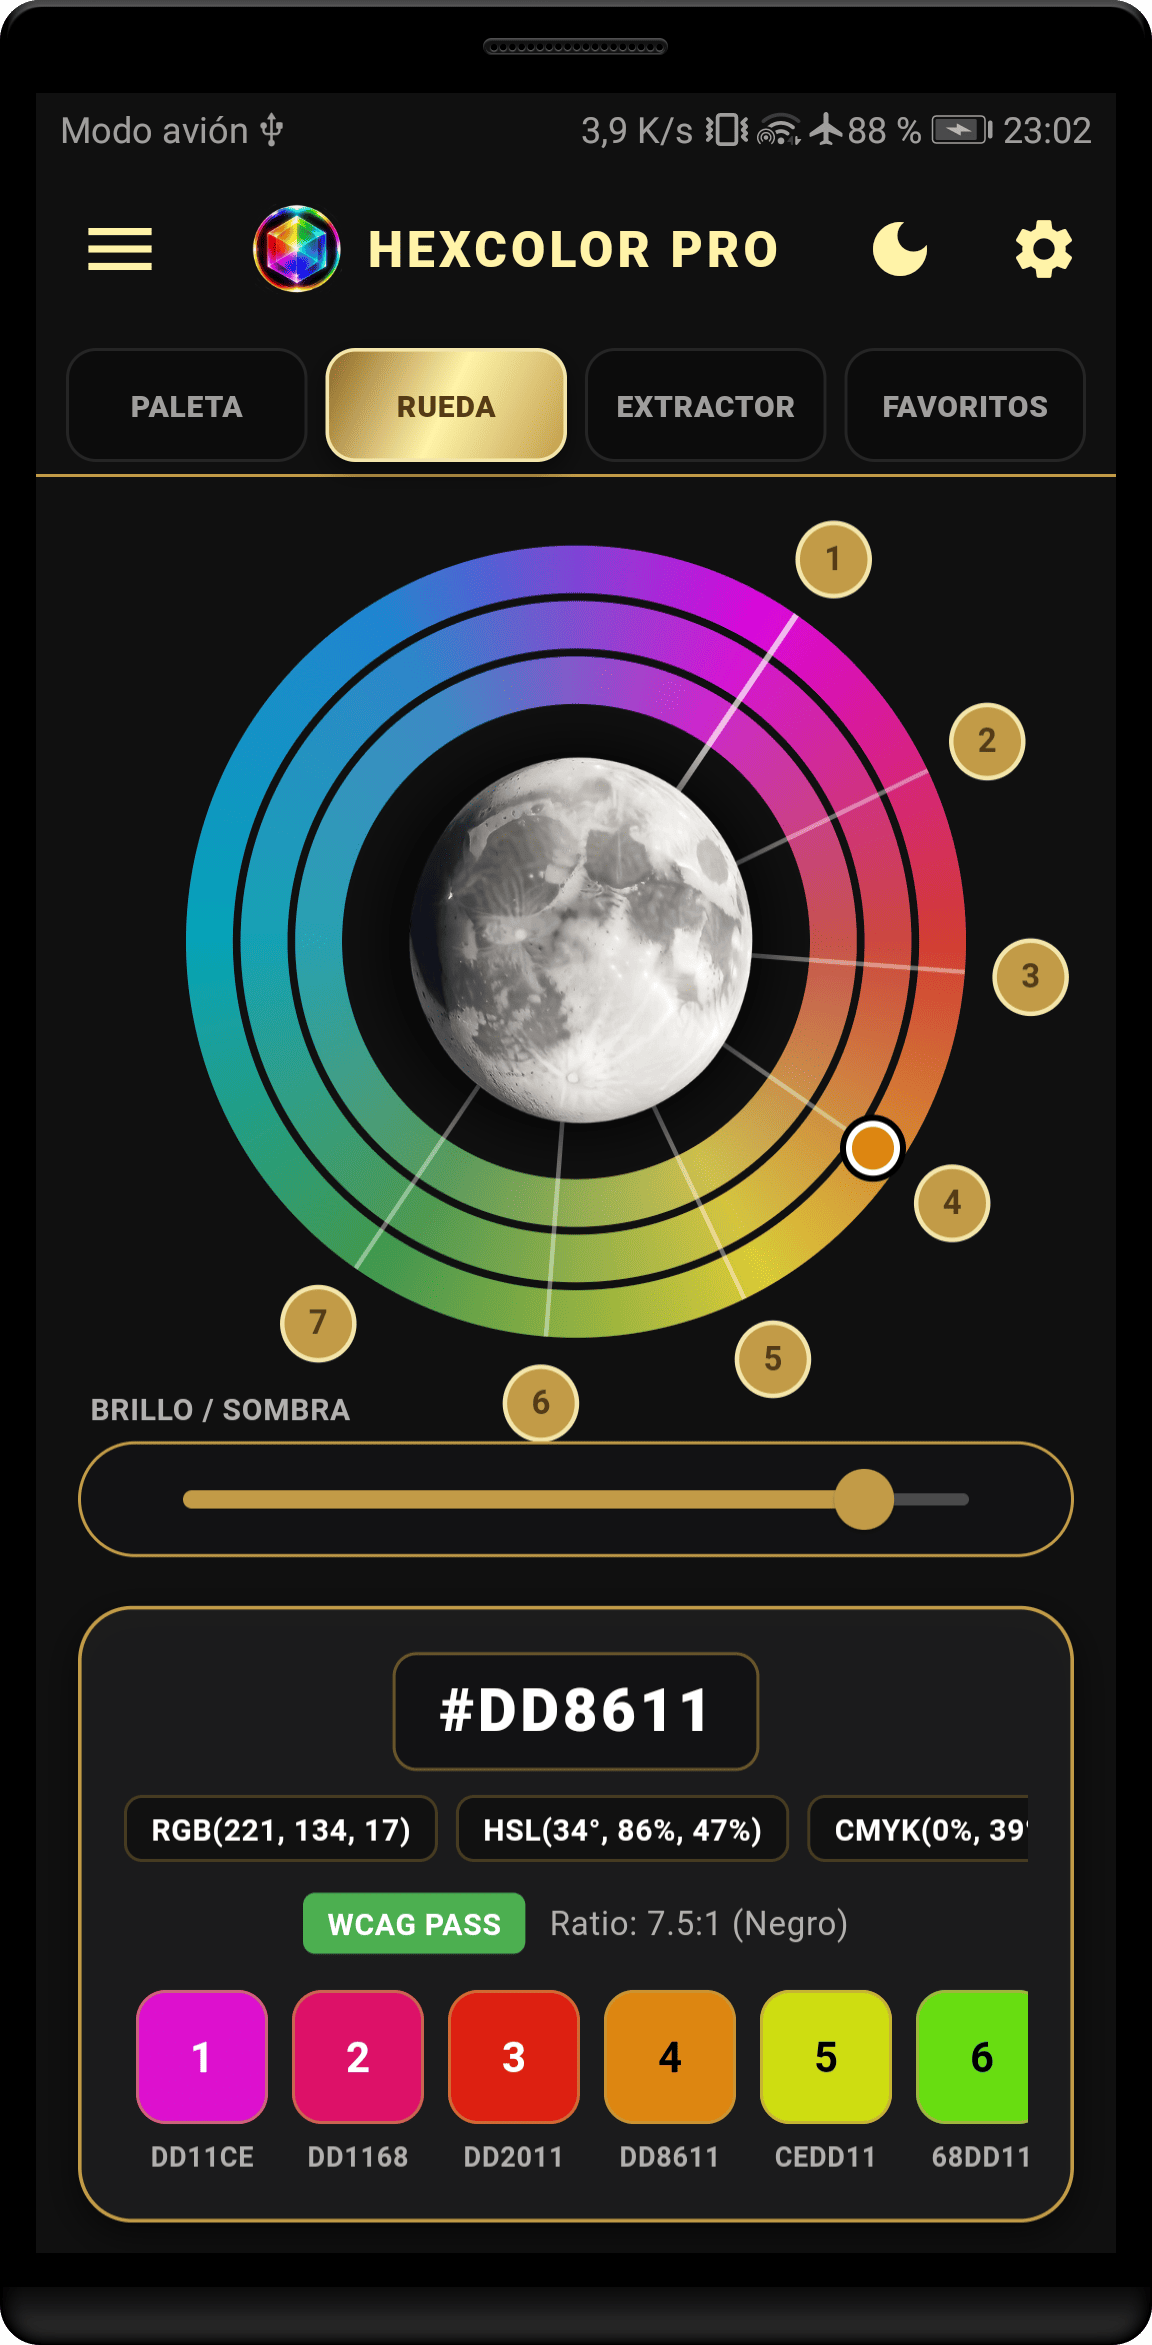 Modo avión 3,9 K/s 88 % 23:02
HEXCOLOR PRO
PALETA RUEDA EXTRACTOR FAVORITOS
1
2
3
4
5
6
7
BRILLO / SOMBRA
#DD8611
RGB(221, 134, 17) HSL(34°, 86%, 47%) CMYK(0%, 39
WCAG PASS Ratio: 7.5:1 (Negro)
1 2 3 4 5 6
DD11CE DD1168 DD2011 DD8611 CEDD11 68DD11